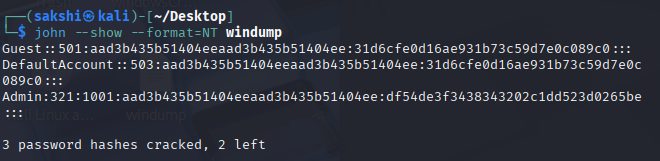 ┌──(sakshi㉿kali)-[~/Desktop]
└─$ john --show --format=NT windump
Guest::501:aad3b435b51404eeaad3b435b51404ee:31d6cfe0d16ae931b73c59d7e0c089c0:::
DefaultAccount::503:aad3b435b51404eeaad3b435b51404ee:31d6cfe0d16ae931b73c59d7e0c
089c0:::
Admin:321:1001:aad3b435b51404eeaad3b435b51404ee:df54de3f3438343202c1dd523d0265be
:::
3 password hashes cracked, 2 left